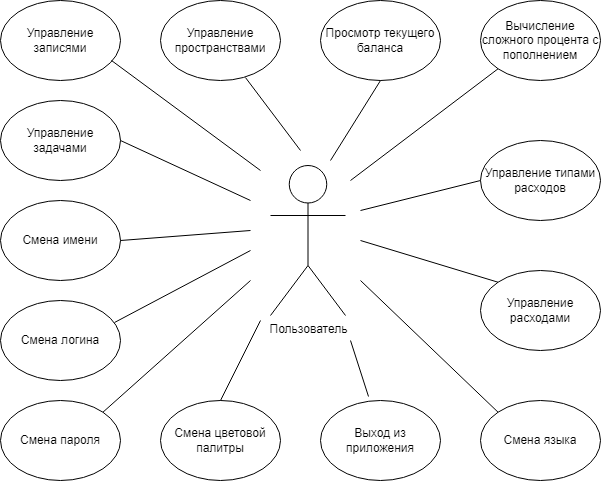 Управление
записями
Управление
пространствами
Просмотр текущего
баланса
Вычисление
сложного процента с
пополнением
Управление
задачами
Управление типами
расходов
Смена имени
Управление
расходами
Пользователь
Смена логина
Смена пароля
Смена цветовой
палитры
Выход из
приложения
Смена языка